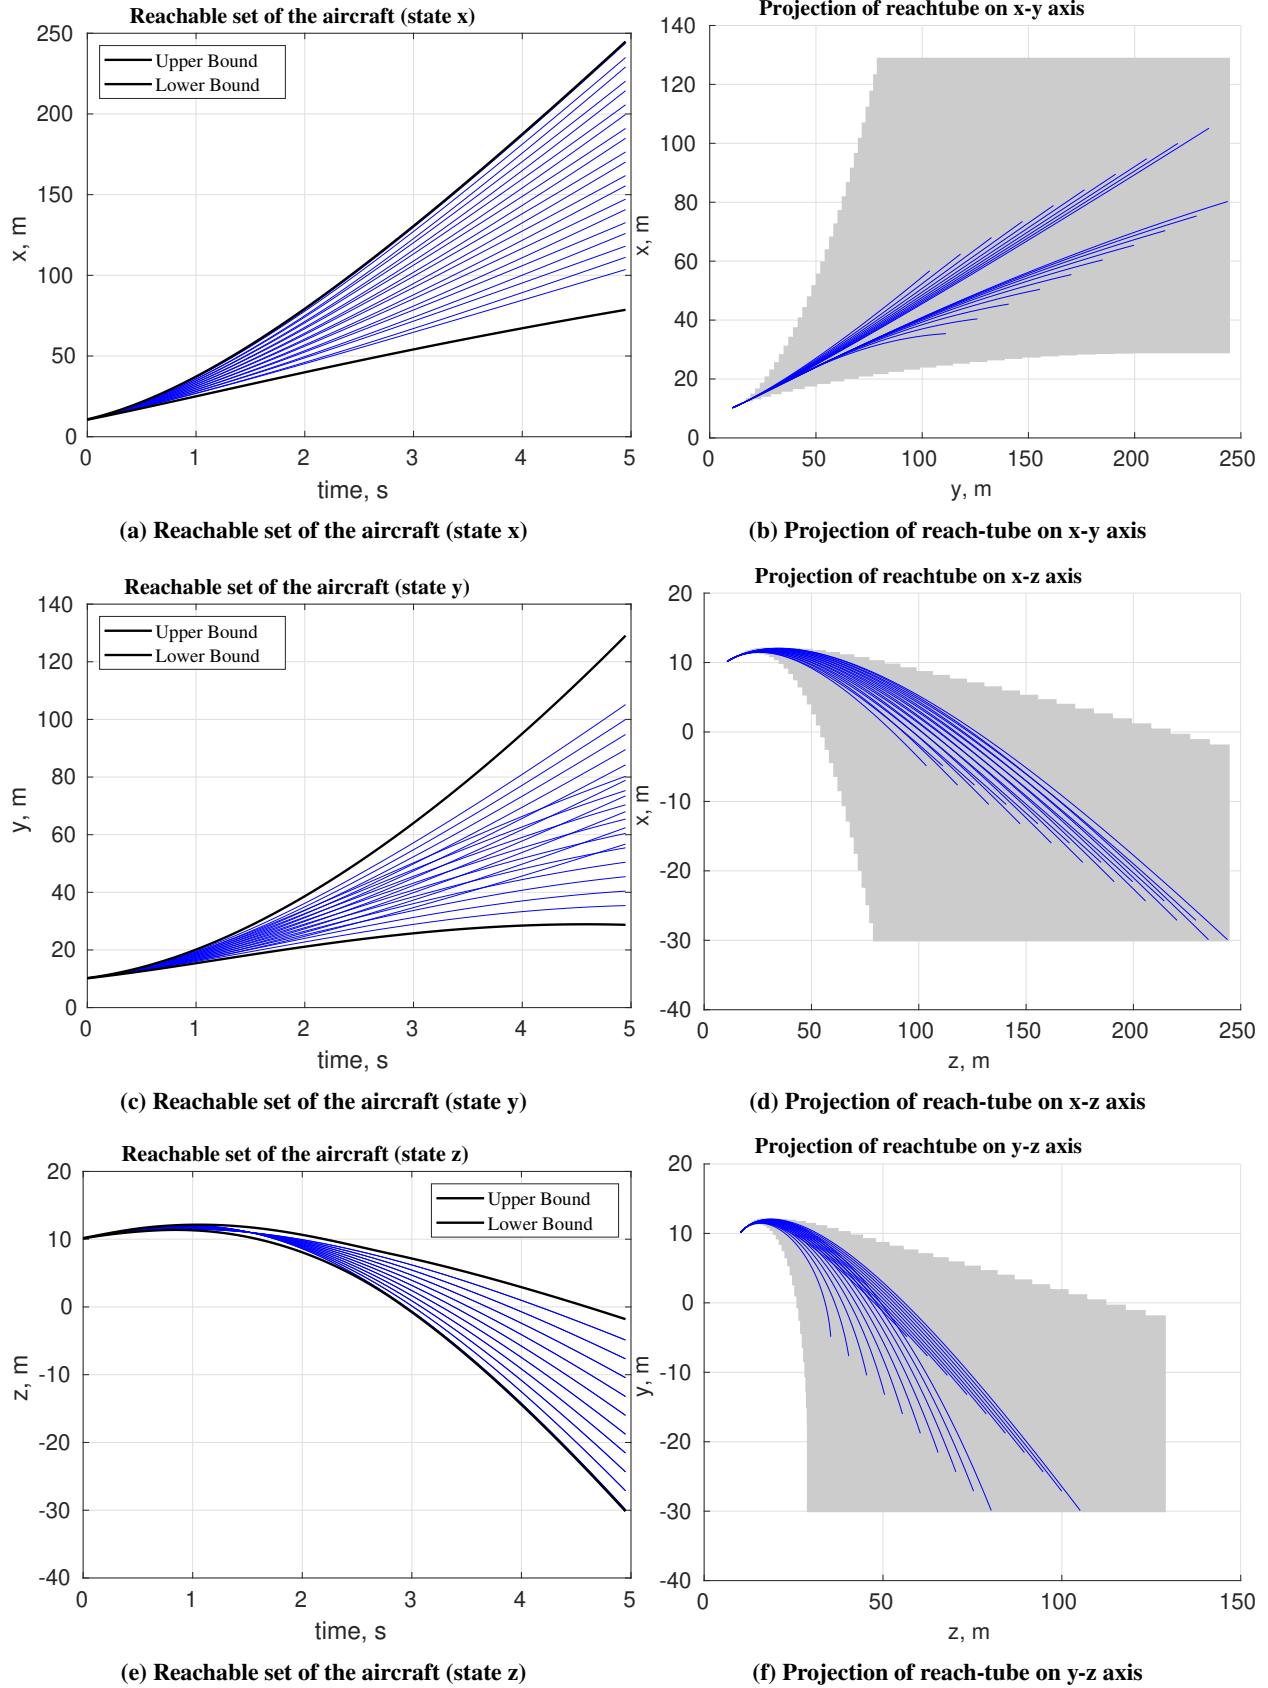 Reachable set of the aircraft (state x)
250
200
150
100
50
0
x, m
Upper Bound
Lower Bound
0 1 2 3 4 5
time, s
(a) Reachable set of the aircraft (state x)
Projection of reachtube on x-y axis
140
120
100
80
60
40
20
0
x, m
0 50 100 150 200 250
y, m
(b) Projection of reach-tube on x-y axis
Reachable set of the aircraft (state y)
140
120
100
80
60
40
20
0
y, m
Upper Bound
Lower Bound
0 1 2 3 4 5
time, s
(c) Reachable set of the aircraft (state y)
Projection of reachtube on x-z axis
20
10
0
-10
-20
-30
-40
x, m
0 50 100 150 200 250
z, m
(d) Projection of reach-tube on x-z axis
Reachable set of the aircraft (state z)
20
10
0
-10
-20
-30
-40
z, m
Upper Bound
Lower Bound
0 1 2 3 4 5
time, s
(e) Reachable set of the aircraft (state z)
Projection of reachtube on y-z axis
20
10
0
-10
-20
-30
-40
y, m
0 50 100 150
z, m
(f) Projection of reach-tube on y-z axis